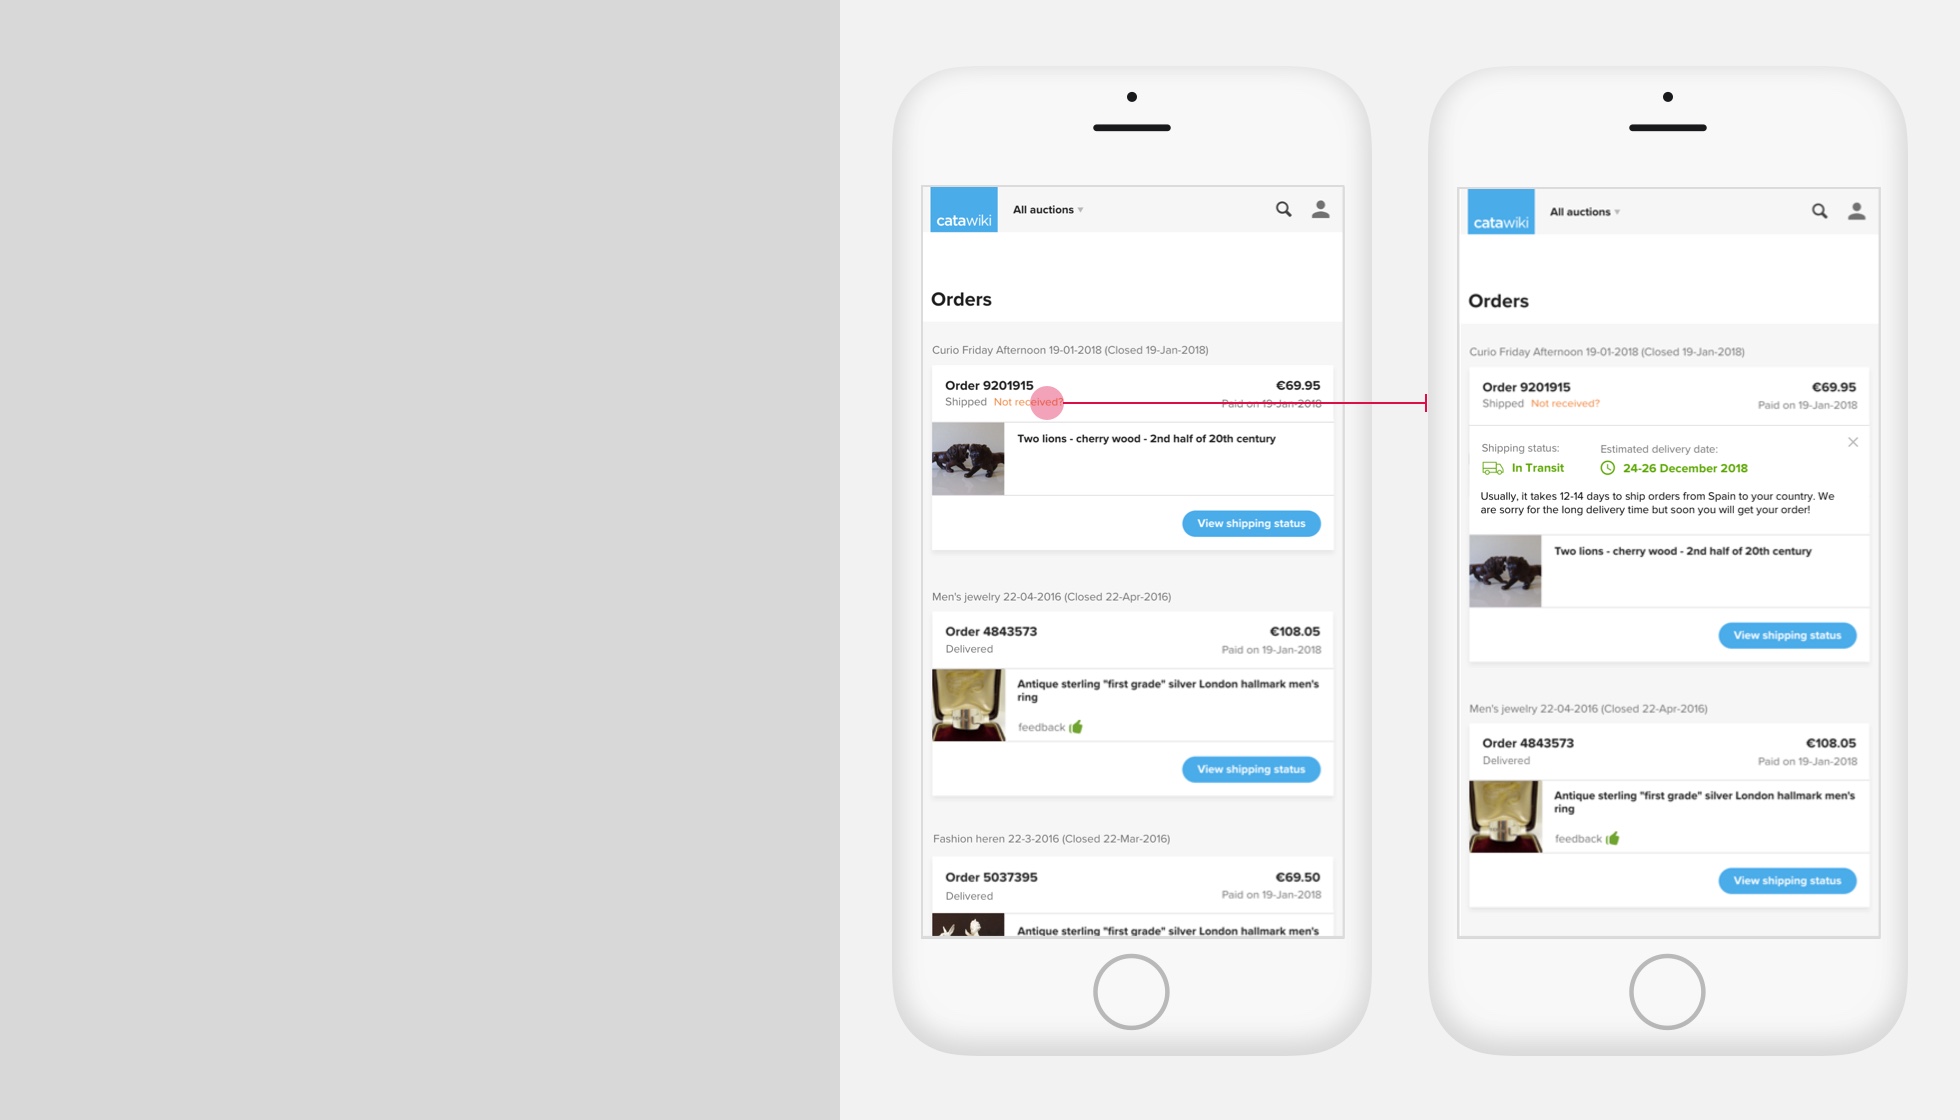 catawiki
All auctions
Orders
Curio Friday Afternoon 19-01-2018 (Closed 19-Jan-2018)
Order 9201915
€69.95
Shipped Not received?
Paid on 19-Jan-2018
Two lions - cherry wood - 2nd half of 20th century
View shipping status
Men's jewelry 22-04-2016 (Closed 22-Apr-2016)
Order 4843573
€108.05
Delivered
Paid on 19-Jan-2018
Antique sterling "first grade" silver London hallmark men's
ring
feedback
View shipping status
Fashion heren 22-3-2016 (Closed 22-Mar-2016)
Order 5037395
€69.50
Delivered
Paid on 19-Jan-2018
Antique sterling "first grade" silver London hallmark men's
catawiki
All auctions
Orders
Curio Friday Afternoon 19-01-2018 (Closed 19-Jan-2018)
Order 9201915
€69.95
Shipped Not received?
Paid on 19-Jan-2018
Shipping status:
Estimated delivery date:
In Transit
24-26 December 2018
Usually, it takes 12-14 days to ship orders from Spain to your country. We
are sorry for the long delivery time but soon you will get your order!
Two lions - cherry wood - 2nd half of 20th century
View shipping status
Men's jewelry 22-04-2016 (Closed 22-Apr-2016)
Order 4843573
€108.05
Delivered
Paid on 19-Jan-2018
Antique sterling "first grade" silver London hallmark men's
ring
feedback
View shipping status